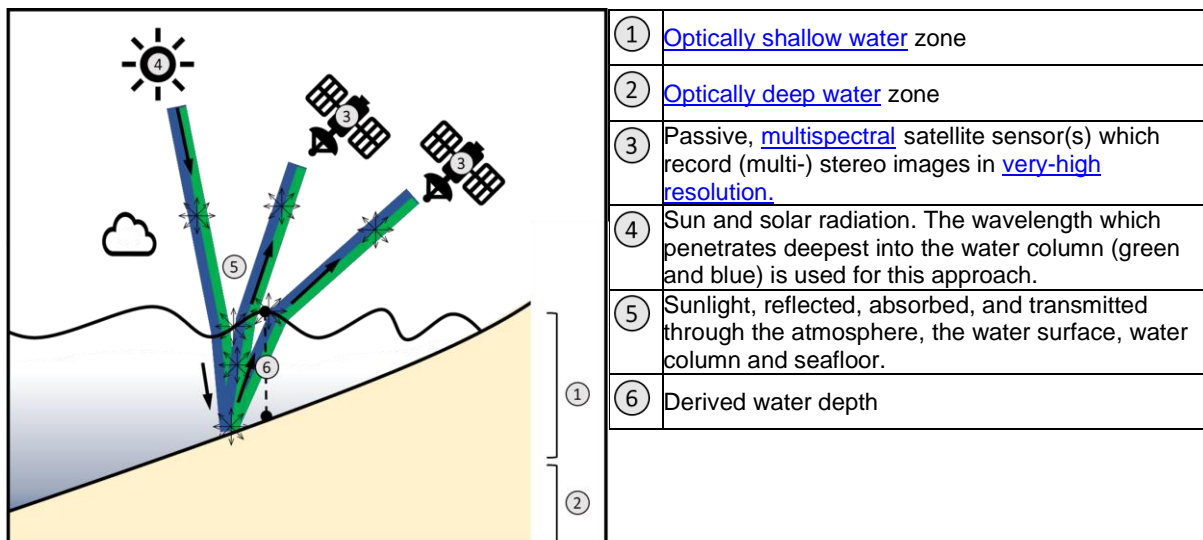 4
3
3
5
6
1
2
1 Optically shallow water zone
2 Optically deep water zone
3 Passive, multispectral satellite sensor(s) which
record (multi-) stereo images in very-high
resolution.
4 Sun and solar radiation. The wavelength which
penetrates deepest into the water column (green
and blue) is used for this approach.
5 Sunlight, reflected, absorbed, and transmitted
through the atmosphere, the water surface, water
column and seafloor.
6 Derived water depth